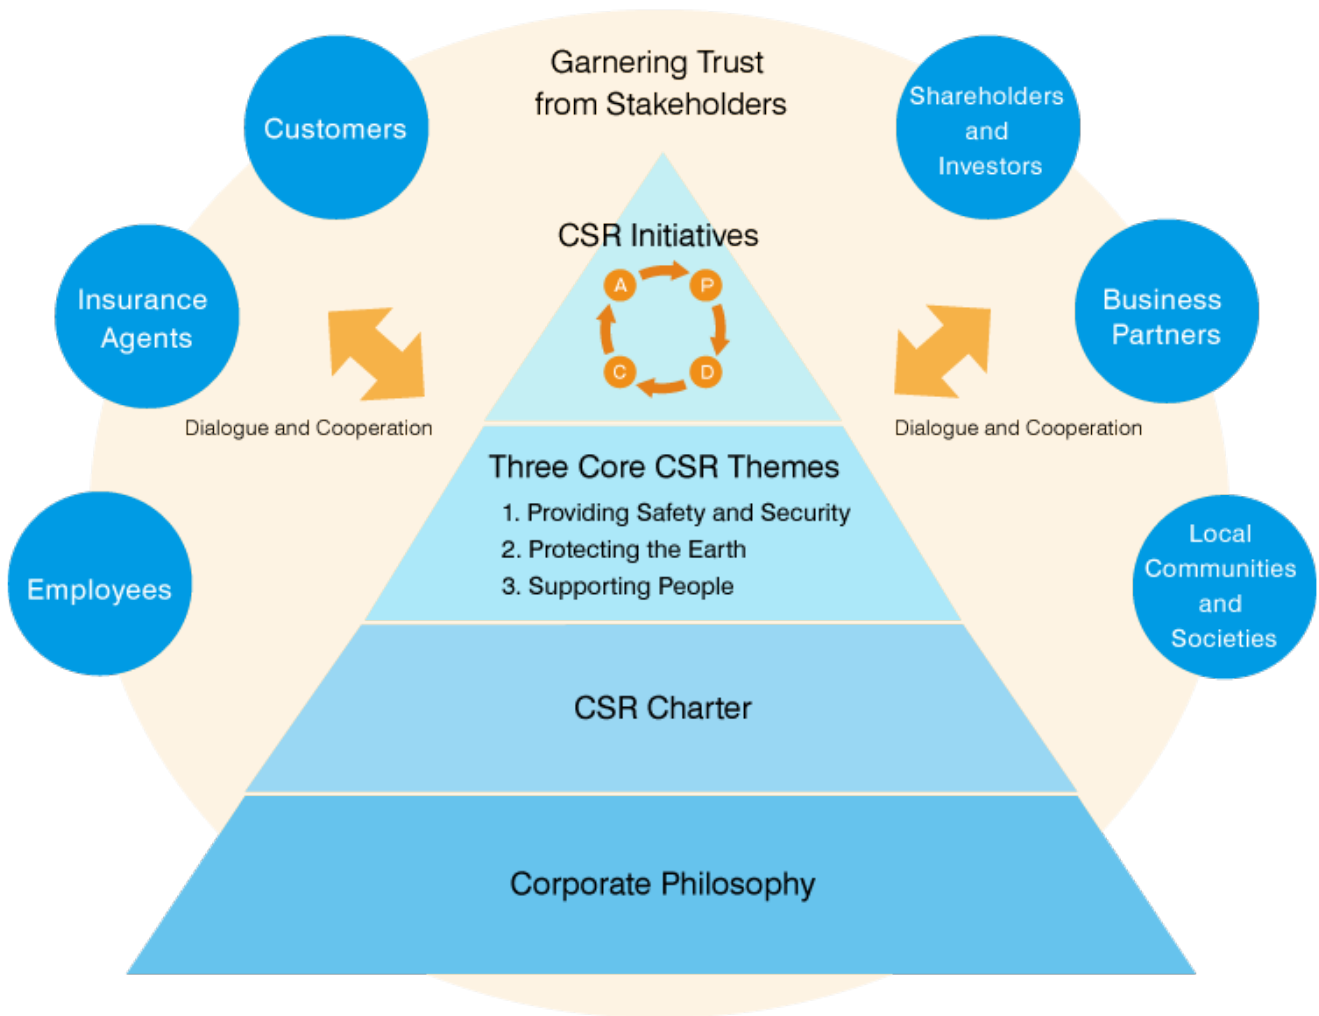 Garnering Trust
from Stakeholders
Customers
Shareholders
and
Investors
Insurance
Agents
Business
Partners
CSR Initiatives
A
P
C
D
Dialogue and Cooperation
Dialogue and Cooperation
Three Core CSR Themes
1. Providing Safety and Security
2. Protecting the Earth
3. Supporting People
Employees
Local
Communities
and
Societies
CSR Charter
Corporate Philosophy